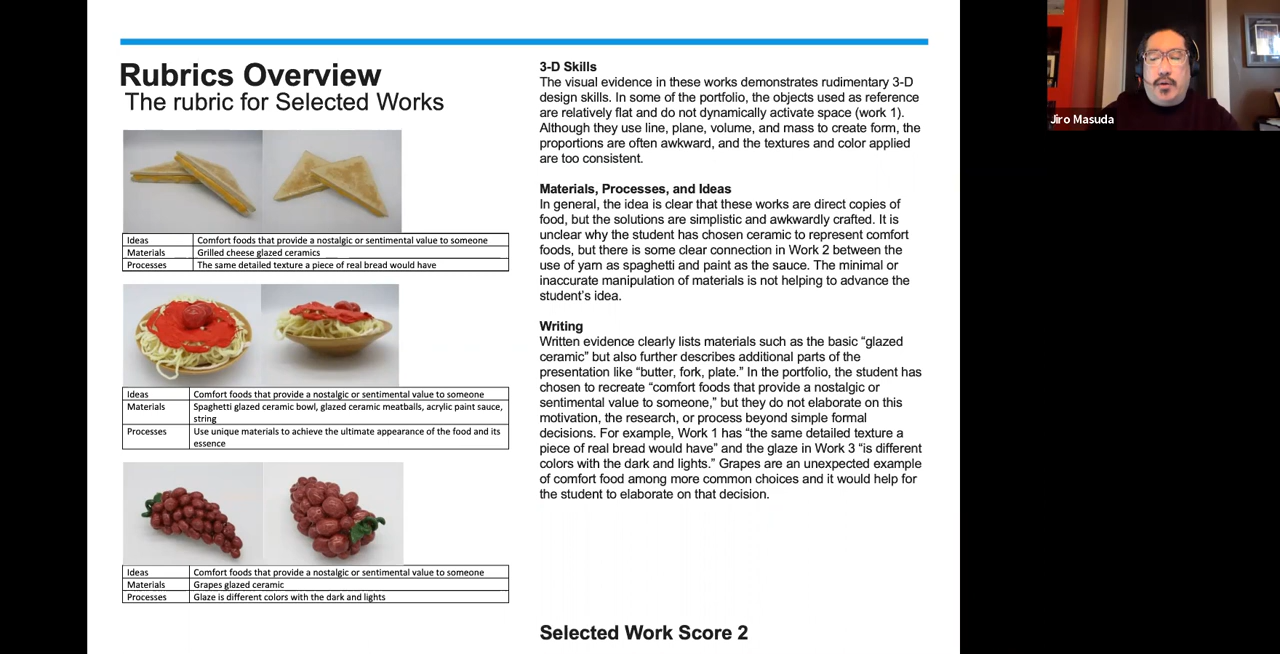 Rubrics Overview
The rubric for Selected Works
Ideas Comfort foods that provide a nostalgic or sentimental value to someone
Materials Grilled cheese glazed ceramics
Processes The same detailed texture a piece of real bread would have
Ideas Comfort foods that provide a nostalgic or sentimental value to someone
Materials Spaghetti glazed ceramic bowl, glazed ceramic meatballs, acrylic paint sauce,
string
Processes Use unique materials to achieve the ultimate appearance of the food and its
essence
Ideas Comfort foods that provide a nostalgic or sentimental value to someone
Materials Grapes glazed ceramic
Processes Glaze is different colors with the dark and lights
3-D Skills
The visual evidence in these works demonstrates rudimentary 3-D
design skills. In some of the portfolio, the objects used as reference
are relatively flat and do not dynamically activate space (work 1).
Although they use line, plane, volume, and mass to create form, the
proportions are often awkward, and the textures and color applied
are too consistent.
Materials, Processes, and Ideas
In general, the idea is clear that these works are direct copies of
food, but the solutions are simplistic and awkwardly crafted. It is
unclear why the student has chosen ceramic to represent comfort
foods, but there is some clear connection in Work 2 between the
use of yarn as spaghetti and paint as the sauce. The minimal or
inaccurate manipulation of materials is not helping to advance the
student's idea.
Writing
Written evidence clearly lists materials such as the basic “glazed
ceramic” but also further describes additional parts of the
presentation like “butter, fork, plate.” In the portfolio, the student has
chosen to recreate “comfort foods that provide a nostalgic or
sentimental value to someone,” but they do not elaborate on this
motivation, the research, or process beyond simple formal
decisions. For example, Work 1 has “the same detailed texture a
piece of real bread would have” and the glaze in Work 3 “is different
colors with the dark and lights.” Grapes are an unexpected example
of comfort food among more common choices and it would help for
the student to elaborate on that decision.
Selected Work Score 2
Jiro Masuda